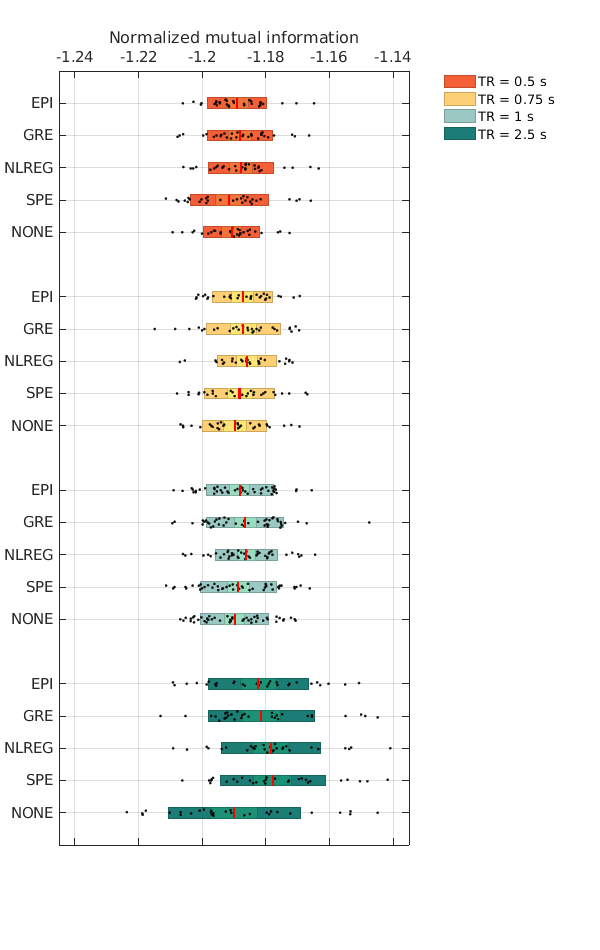 Normalized mutual information
-1.24 -1.22 -1.2 -1.18 -1.16 -1.14
TR = 0.5 s
TR = 0.75 s
TR = 1 s
TR = 2.5 s
EPI
GRE
NLREG
SPE
NONE
EPI
GRE
NLREG
SPE
NONE
EPI
GRE
NLREG
SPE
NONE
EPI
GRE
NLREG
SPE
NONE